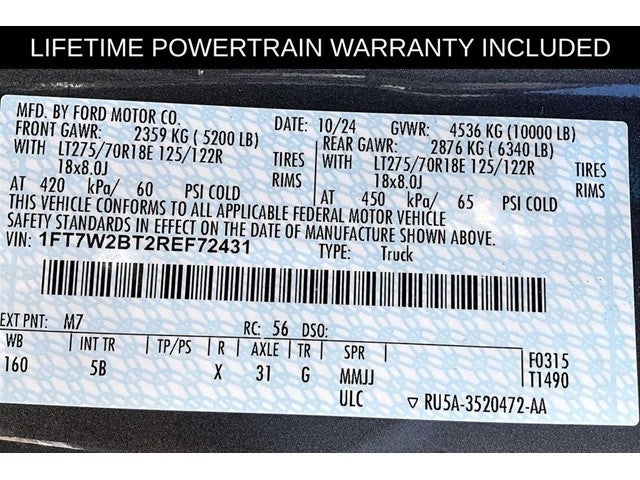 LIFETIME POWERTRAIN WARRANTY INCLUDED
MFD. BY FORD MOTOR CO.
DATE: 10/24 GVWR: 4536 KG (10000 LB)
FRONT GAWR: 2359 KG ( 5200 LB)
REAR GAWR: 2876 KG ( 6340 LB)
WITH LT275/70R18E 125/122R TIRES
WITH LT275/70R18E 125/122R TIRES
18x8.0J RIMS
18x8.0J RIMS
AT 420 kPa/ 60 PSI COLD
AT 450 kPa/ 65 PSI COLD
THIS VEHICLE CONFORMS TO ALL APPLICABLE FEDERAL MOTOR VEHICLE
SAFETY STANDARDS IN EFFECT ON THE DATE OF MANUFACTURE SHOWN ABOVE.
VIN: 1FT7W2BT2REF72431 TYPE: Truck
EXT PNT: M7 RC: 56 DSO:
WB INT TR TP/PS R AXLE TR SPR F0315
160 5B X 31 G MMJJ T1490
ULC ▽ RU5A-3520472-AA